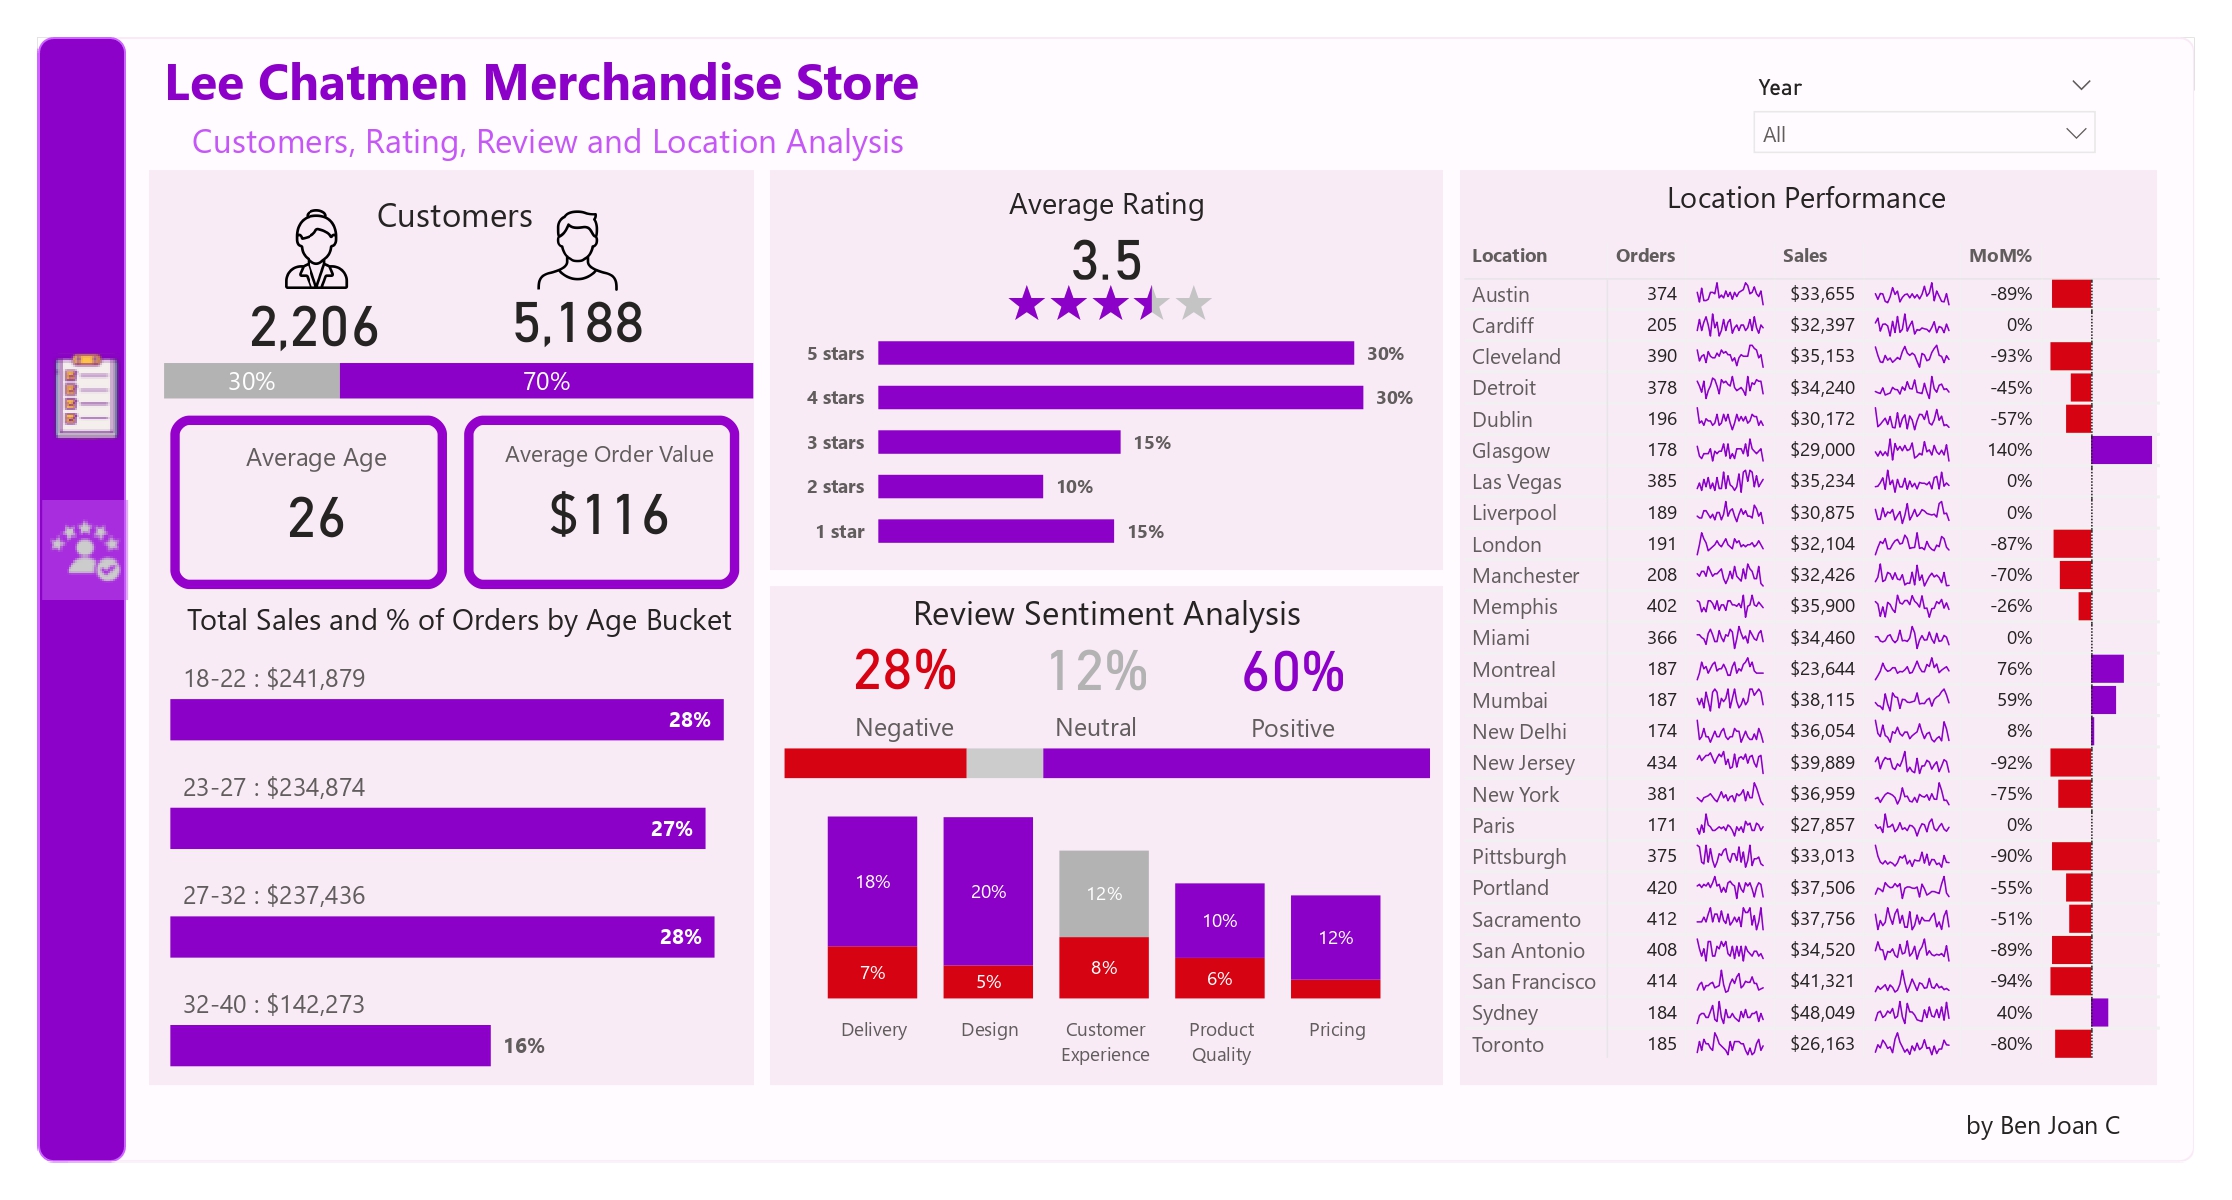 Lee Chatmen Merchandise Store
Customers, Rating, Review and Location Analysis
Year
All
Customers
2,206 5,188
30% 70%
Average Age
26
Average Order Value
$116
Total Sales and % of Orders by Age Bucket
18-22 : $241,879
28%
23-27 : $234,874
27%
27-32 : $237,436
28%
32-40 : $142,273
16%
Average Rating
3.5
5 stars 30%
4 stars 30%
3 stars 15%
2 stars 10%
1 star 15%
Review Sentiment Analysis
28% 12% 60%
Negative Neutral Positive
18% 20% 12% 10% 12%
7% 5% 8% 6%
Delivery Design Customer Experience Product Quality Pricing
Location Performance
Location Orders Sales MoM%
Austin 374 $33,655 -89%
Cardiff 205 $32,397 0%
Cleveland 390 $35,153 -93%
Detroit 378 $34,240 -45%
Dublin 196 $30,172 -57%
Glasgow 178 $29,000 140%
Las Vegas 385 $35,234 0%
Liverpool 189 $30,875 0%
London 191 $32,104 -87%
Manchester 208 $32,426 -70%
Memphis 402 $35,900 -26%
Miami 366 $34,460 0%
Montreal 187 $23,644 76%
Mumbai 187 $38,115 59%
New Delhi 174 $36,054 8%
New Jersey 434 $39,889 -92%
New York 381 $36,959 -75%
Paris 171 $27,857 0%
Pittsburgh 375 $33,013 -90%
Portland 420 $37,506 -55%
Sacramento 412 $37,756 -51%
San Antonio 408 $34,520 -89%
San Francisco 414 $41,321 -94%
Sydney 184 $48,049 40%
Toronto 185 $26,163 -80%
by Ben Joan C